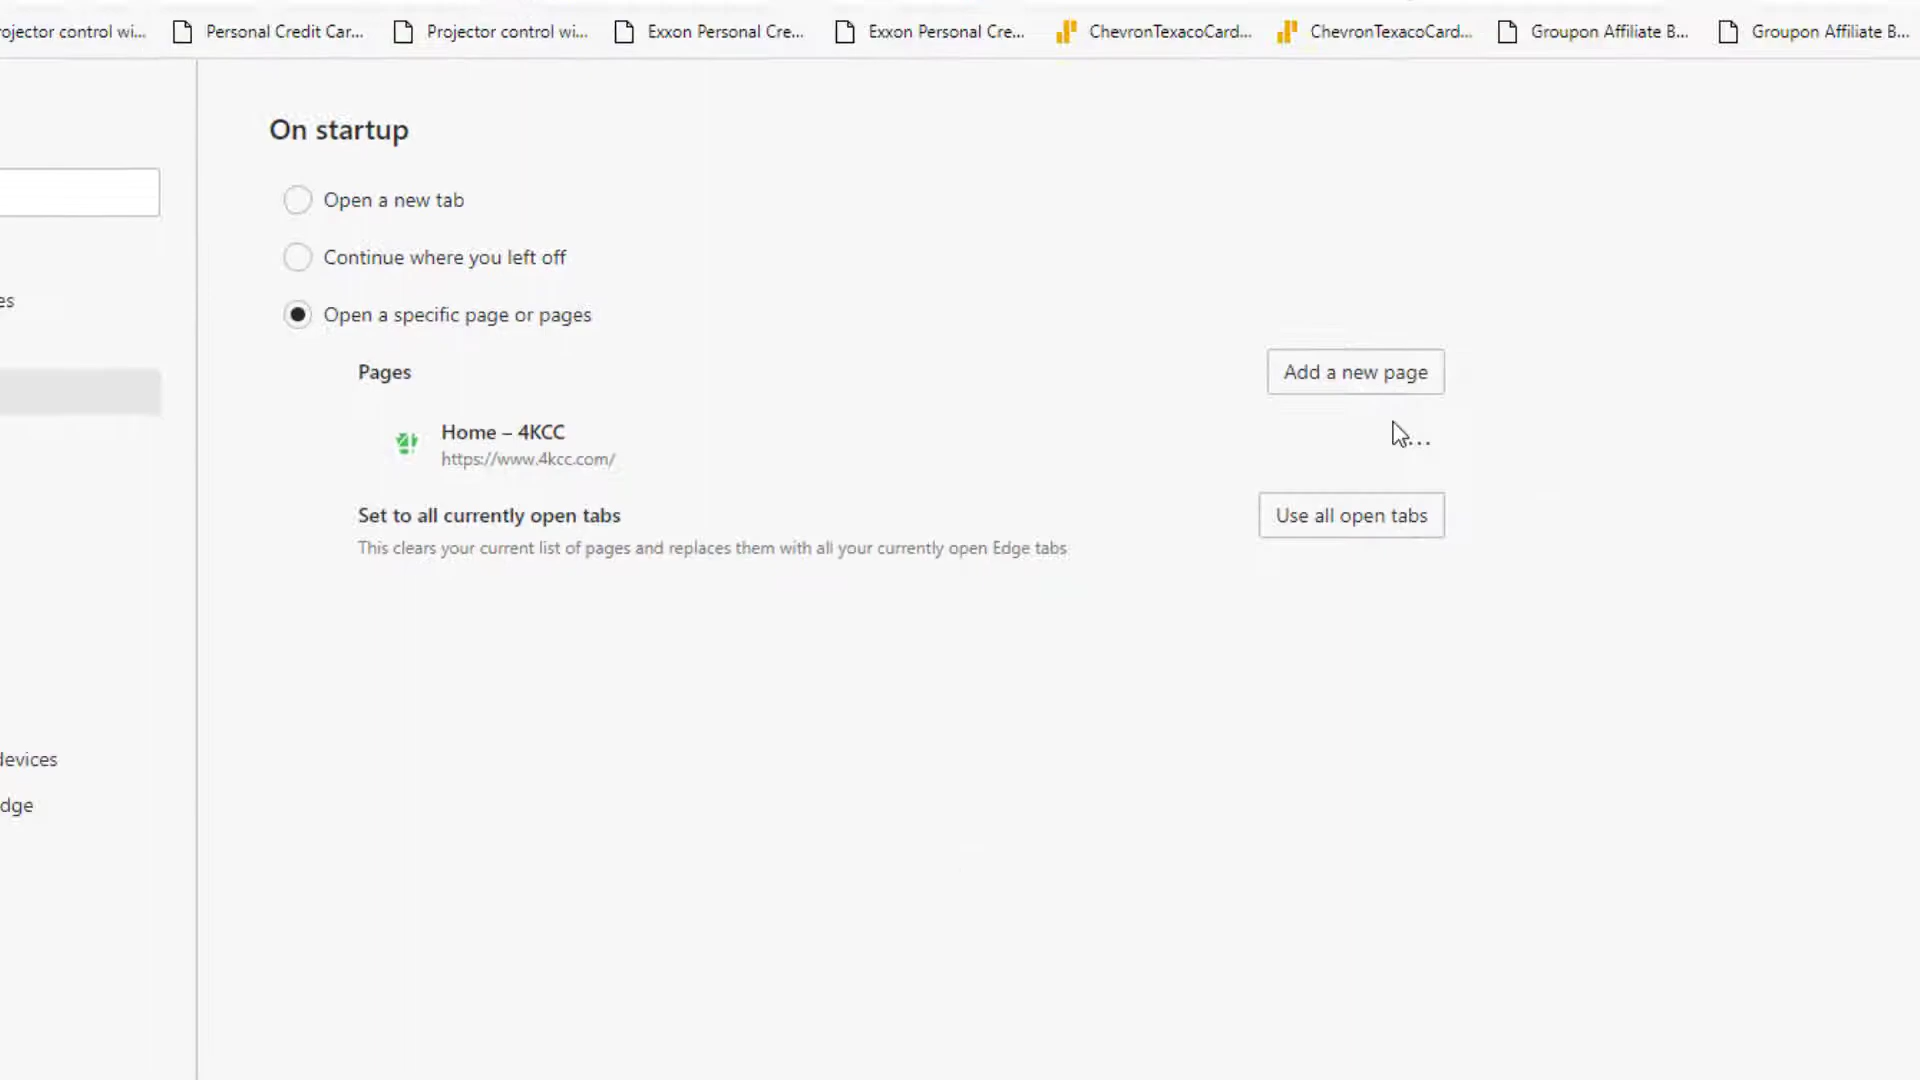 ojector control wi...
Personal Credit Car...
Projector control wi...
Exxon Personal Cre...
Exxon Personal Cre...
ChevronTexacoCard...
ChevronTexacoCard...
Groupon Affiliate B...
Groupon Affiliate B...
On startup
Open a new tab
Continue where you left off
es
Open a specific page or pages
Pages
Add a new page
Home – 4KCC
https://www.4kcc.com/
...
Set to all currently open tabs
Use all open tabs
This clears your current list of pages and replaces them with all your currently open Edge tabs
devices
dge